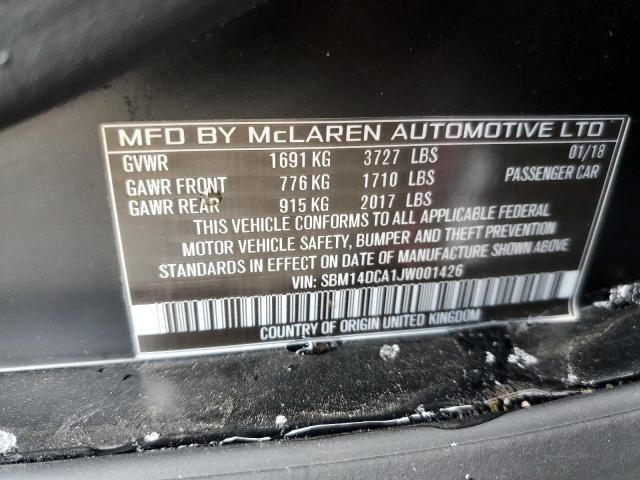 MFD BY McLAREN AUTOMOTIVE LTD
GVWR 1691 KG 3727 LBS 01/18
GAWR FRONT 776 KG 1710 LBS PASSENGER CAR
GAWR REAR 915 KG 2017 LBS
THIS VEHICLE CONFORMS TO ALL APPLICABLE FEDERAL
MOTOR VEHICLE SAFETY, BUMPER AND THEFT PREVENTION
STANDARDS IN EFFECT ON DATE OF MANUFACTURE SHOWN ABOVE
VIN: SBM14DCA1JW001426
COUNTRY OF ORIGIN UNITED KINGDOM